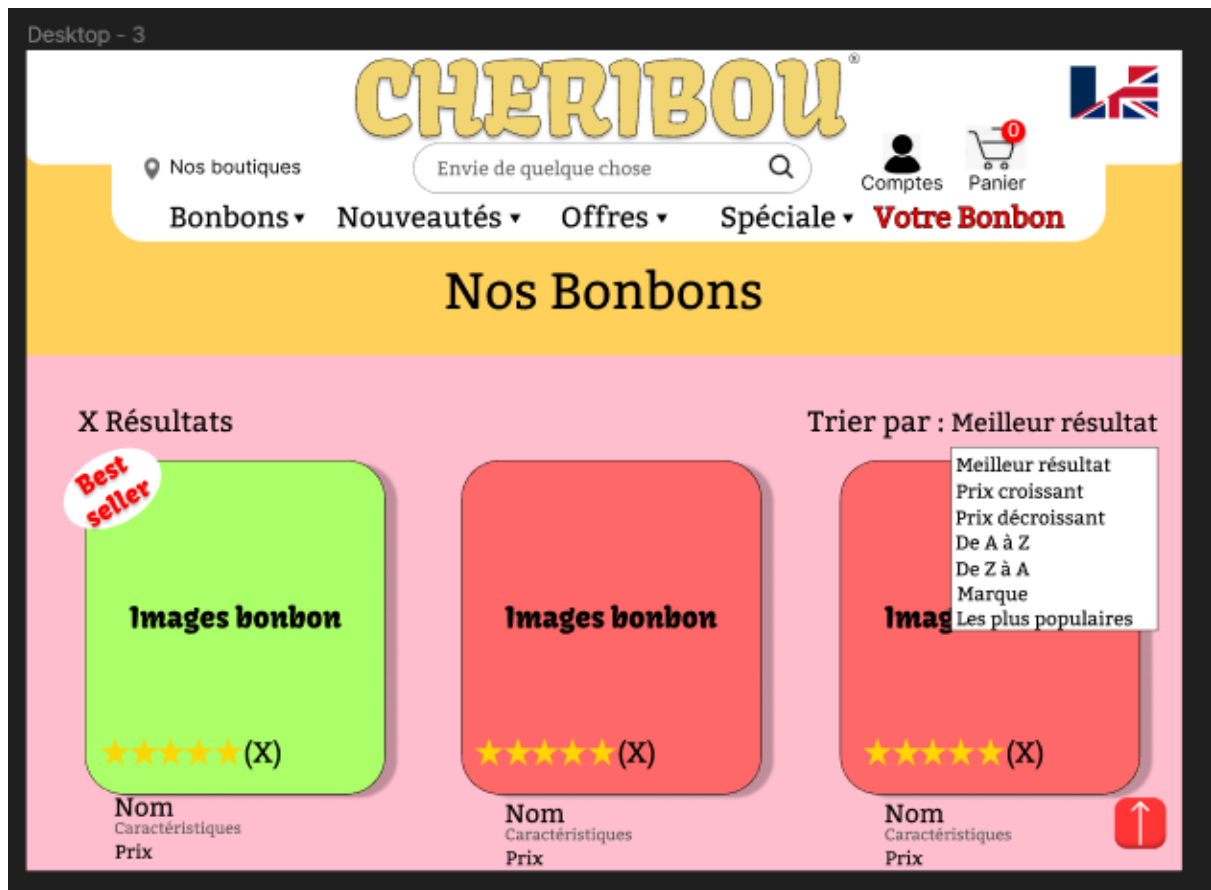 Desktop - 3
CHERIBOU®
Nos boutiques
Envie de quelque chose
0
Comptes
Panier
Bonbons ▾ Nouveautés ▾ Offres ▾ Spéciale ▾ Votre Bonbon
Nos Bonbons
X Résultats
Trier par : Meilleur résultat
Meilleur résultat
Prix croissant
Prix décroissant
De A à Z
De Z à A
Marque
Les plus populaires
Best
seller
Images bonbon
★★★★★(X)
Nom
Caractéristiques
Prix
Images bonbon
★★★★★(X)
Nom
Caractéristiques
Prix
Imag
★★★★★(X)
Nom
Caractéristiques
Prix